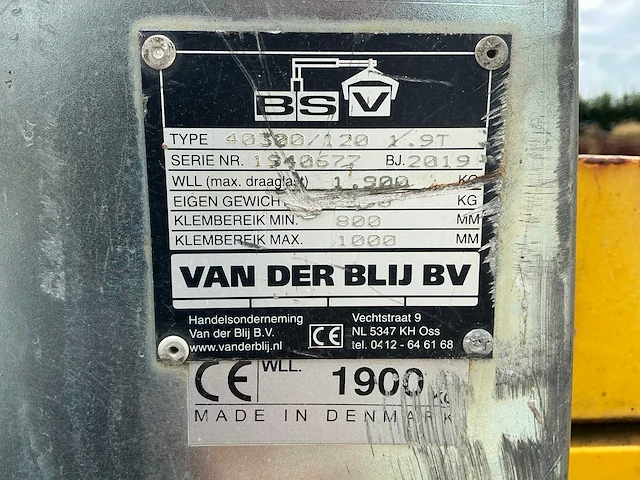 BSV
TYPE 40300/120 1.9T
SERIE NR. 1940677 BJ. 2019
WLL (max. draaglast) 1.900 KG
EIGEN GEWICHT KG
KLEMBEREIK MIN. 800 MM
KLEMBEREIK MAX. 1000 MM
VAN DER BLIJ BV
Handelsonderneming
Van der Blij B.V.
www.vanderblij.nl
CE
Vechtstraat 9
NL 5347 KH Oss
tel. 0412 - 64 61 68
CE WLL. 1900 KG
MADE IN DENMARK